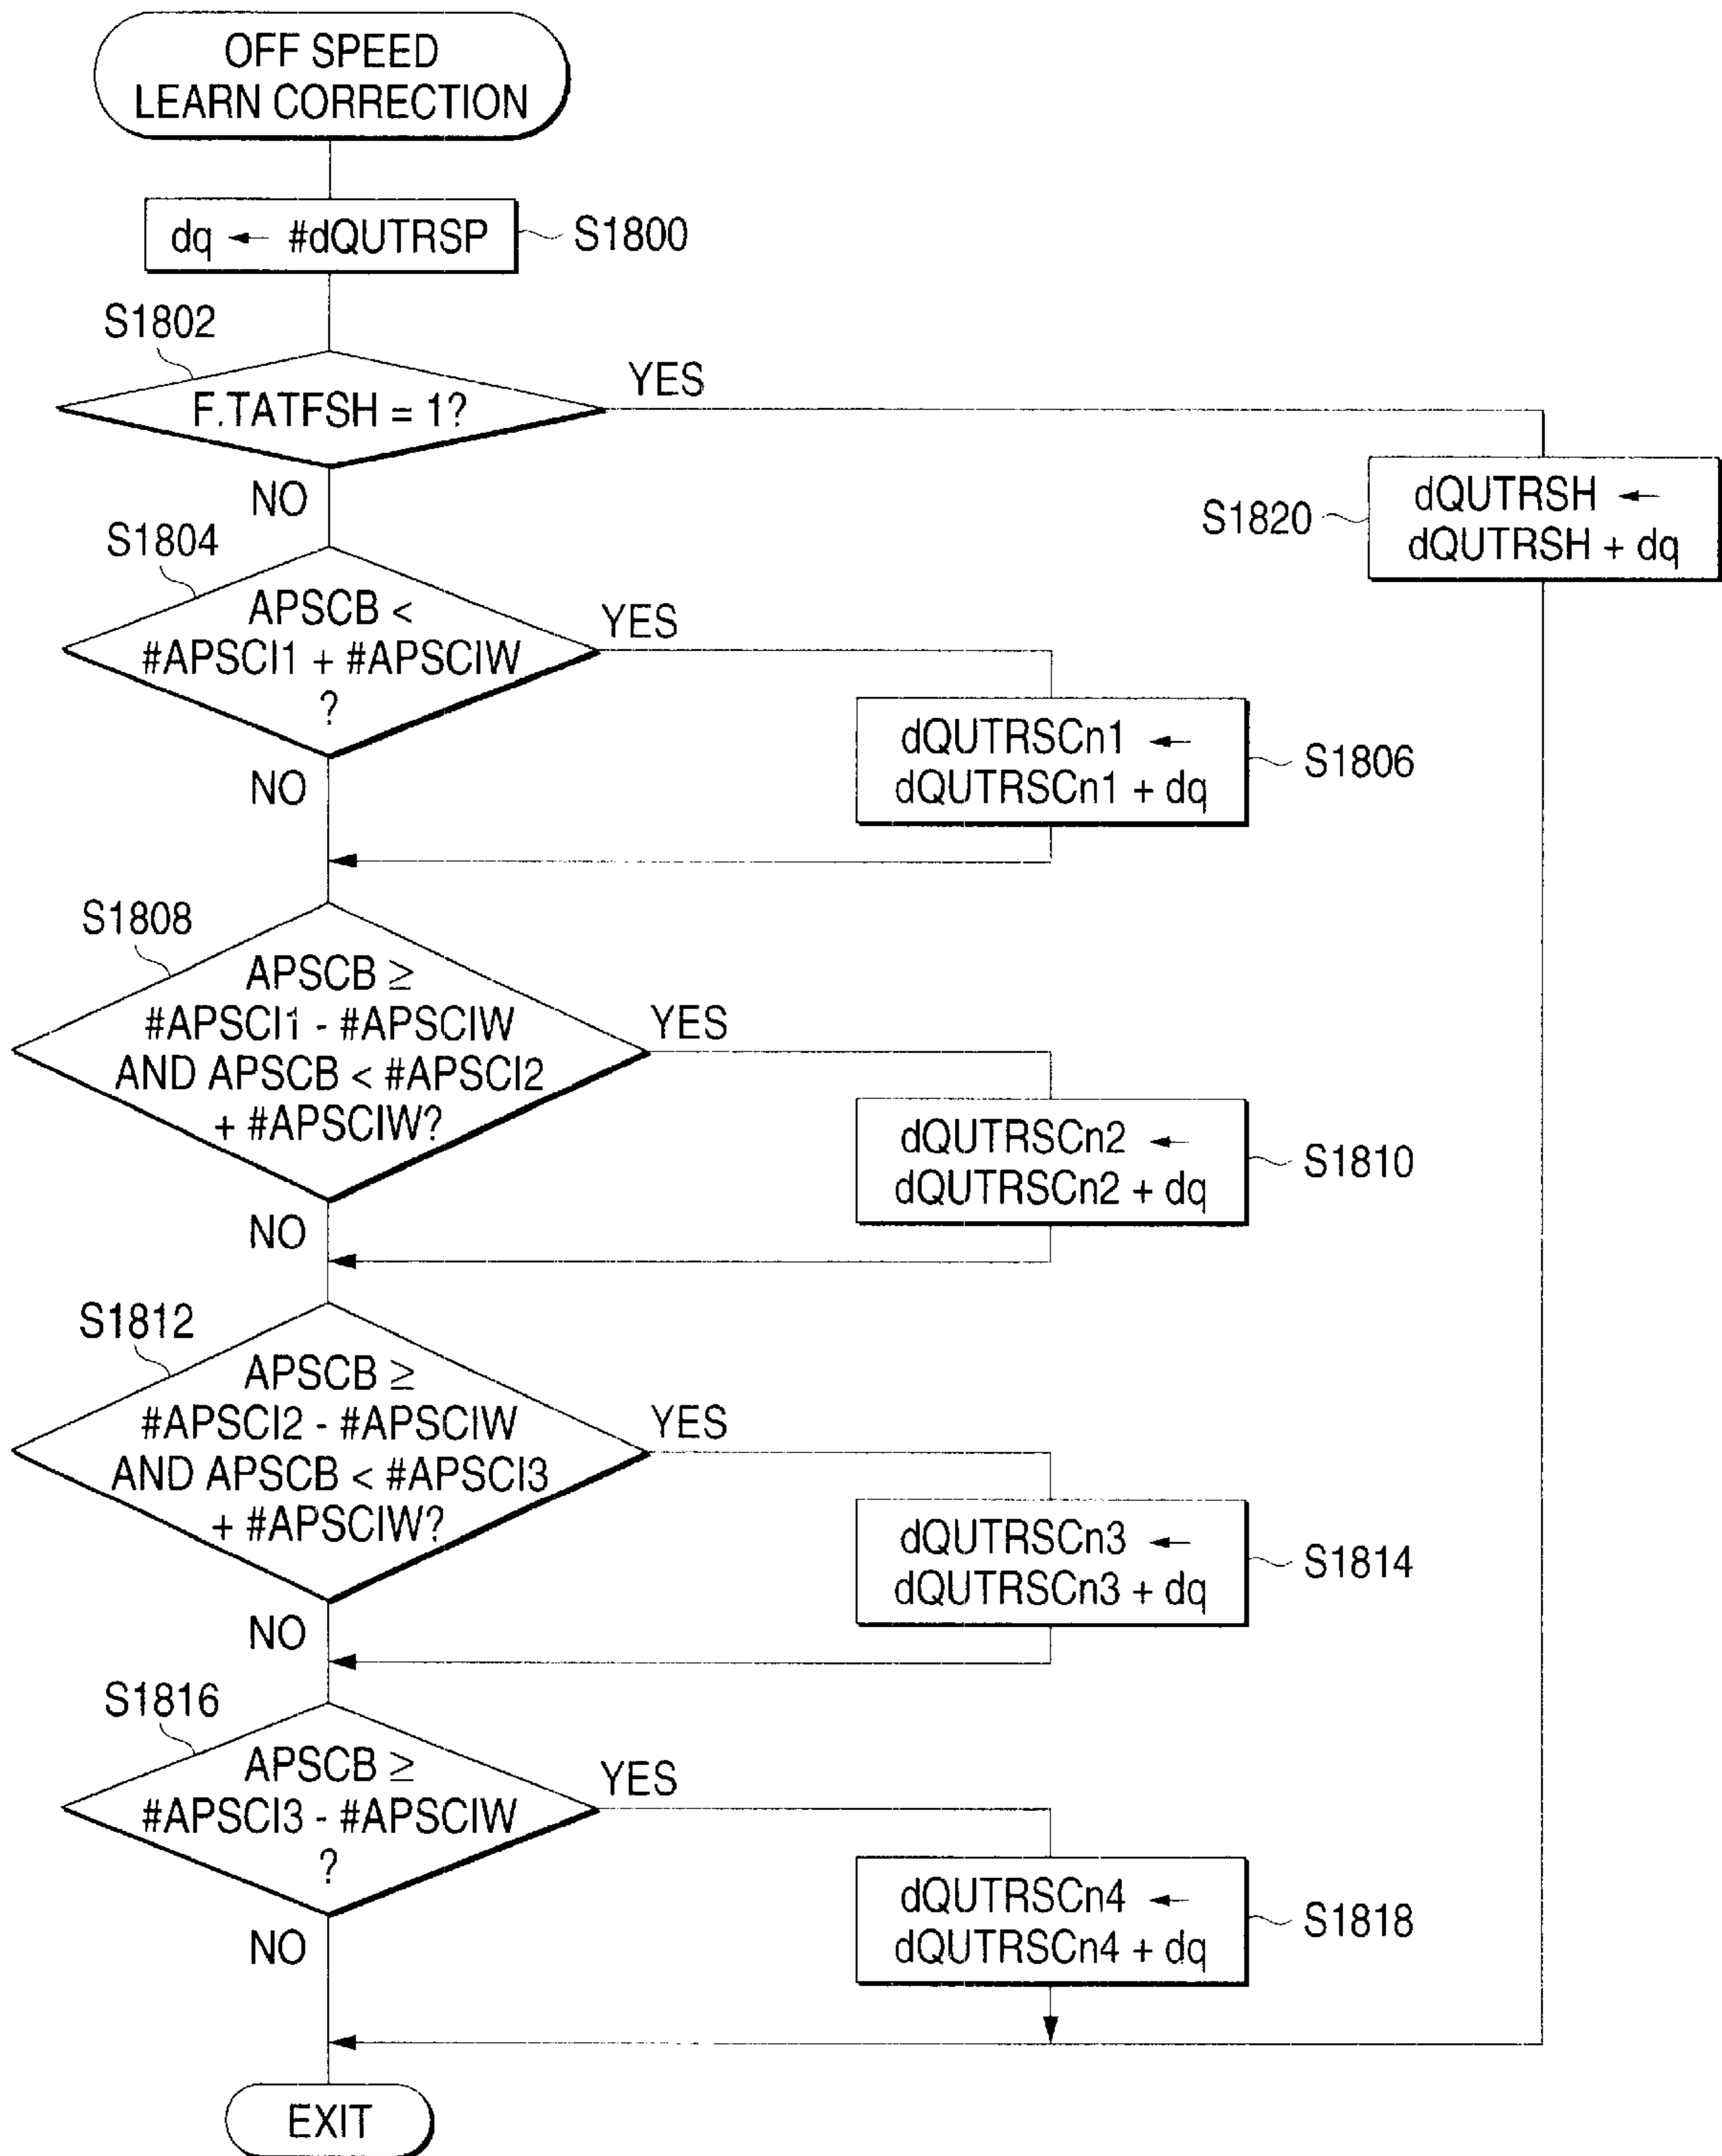 OFF SPEED
LEARN CORRECTION
dq ← #dQUTRSP
S1800
S1802
F.TATFSH = 1?
YES
NO
S1820
dQUTRSH ←
dQUTRSH + dq
S1804
APSCB <
#APSCI1 + #APSCIW
?
YES
NO
dQUTRSCn1 ←
dQUTRSCn1 + dq
S1806
S1808
APSCB ≥
#APSCI1 - #APSCIW
AND APSCB < #APSCI2
+ #APSCIW?
YES
NO
dQUTRSCn2 ←
dQUTRSCn2 + dq
S1810
S1812
APSCB ≥
#APSCI2 - #APSCIW
AND APSCB < #APSCI3
+ #APSCIW?
YES
NO
dQUTRSCn3 ←
dQUTRSCn3 + dq
S1814
S1816
APSCB ≥
#APSCI3 - #APSCIW
?
YES
NO
dQUTRSCn4 ←
dQUTRSCn4 + dq
S1818
EXIT